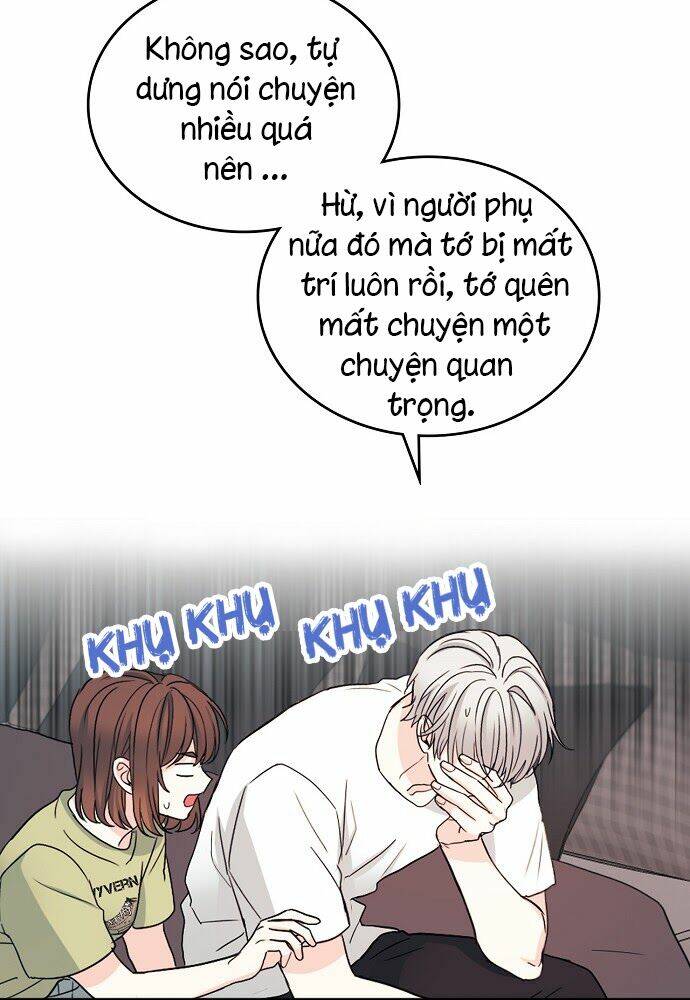 Không sao, tự
dưng nói chuyện
nhiều quá
nên ...
Hừ, vì người phụ
nữa đó mà tớ bị mất
trí luôn rồi, tớ quên
mất chuyện một
chuyện quan
trọng.
KHỤ KHỤ
KHỤ KHỤ
YVERN